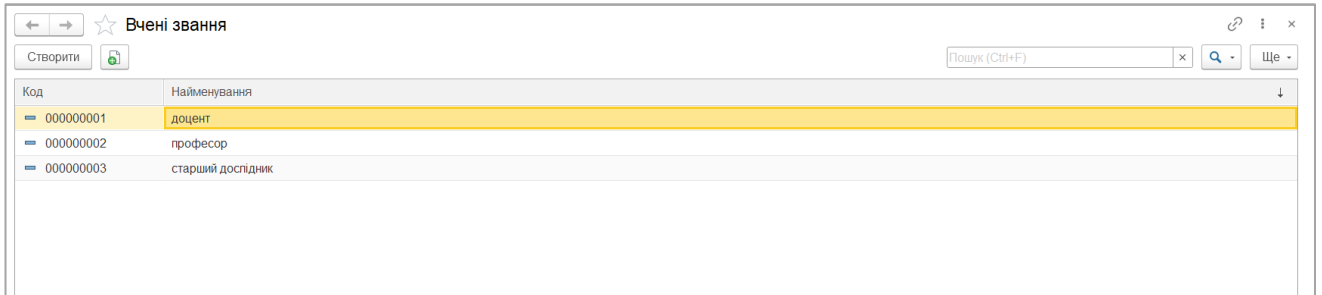 Вчені звання
Створити Пошук (Ctrl+F) × Ще
Код Найменування ↓
000000001 доцент
000000002 професор
000000003 старший дослідник